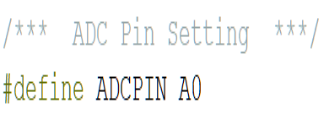 /***  ADC Pin Setting  ***/
#define ADCPIN A0